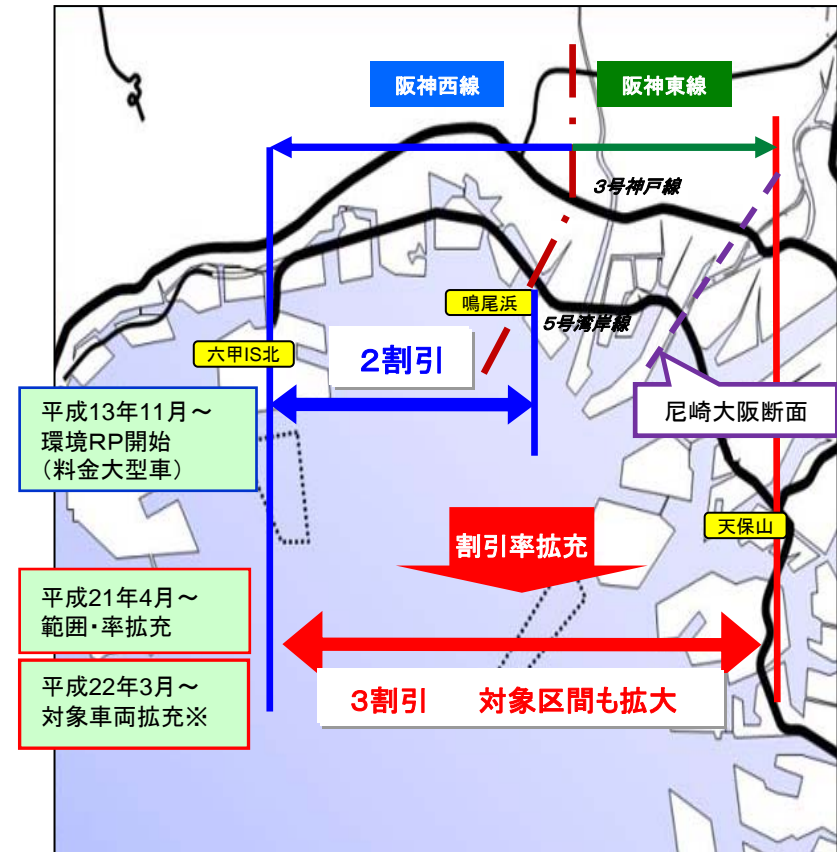 阪神西線
阪神東線
3号神戸線
鳴尾浜
5号湾岸線
六甲IS北
2割引
尼崎大阪断面
平成13年11月~
環境RP開始
(料金大型車)
天保山
割引率拡充
平成21年4月~
範囲・率拡充
平成22年3月~
対象車両拡充※
3割引 対象区間も拡大